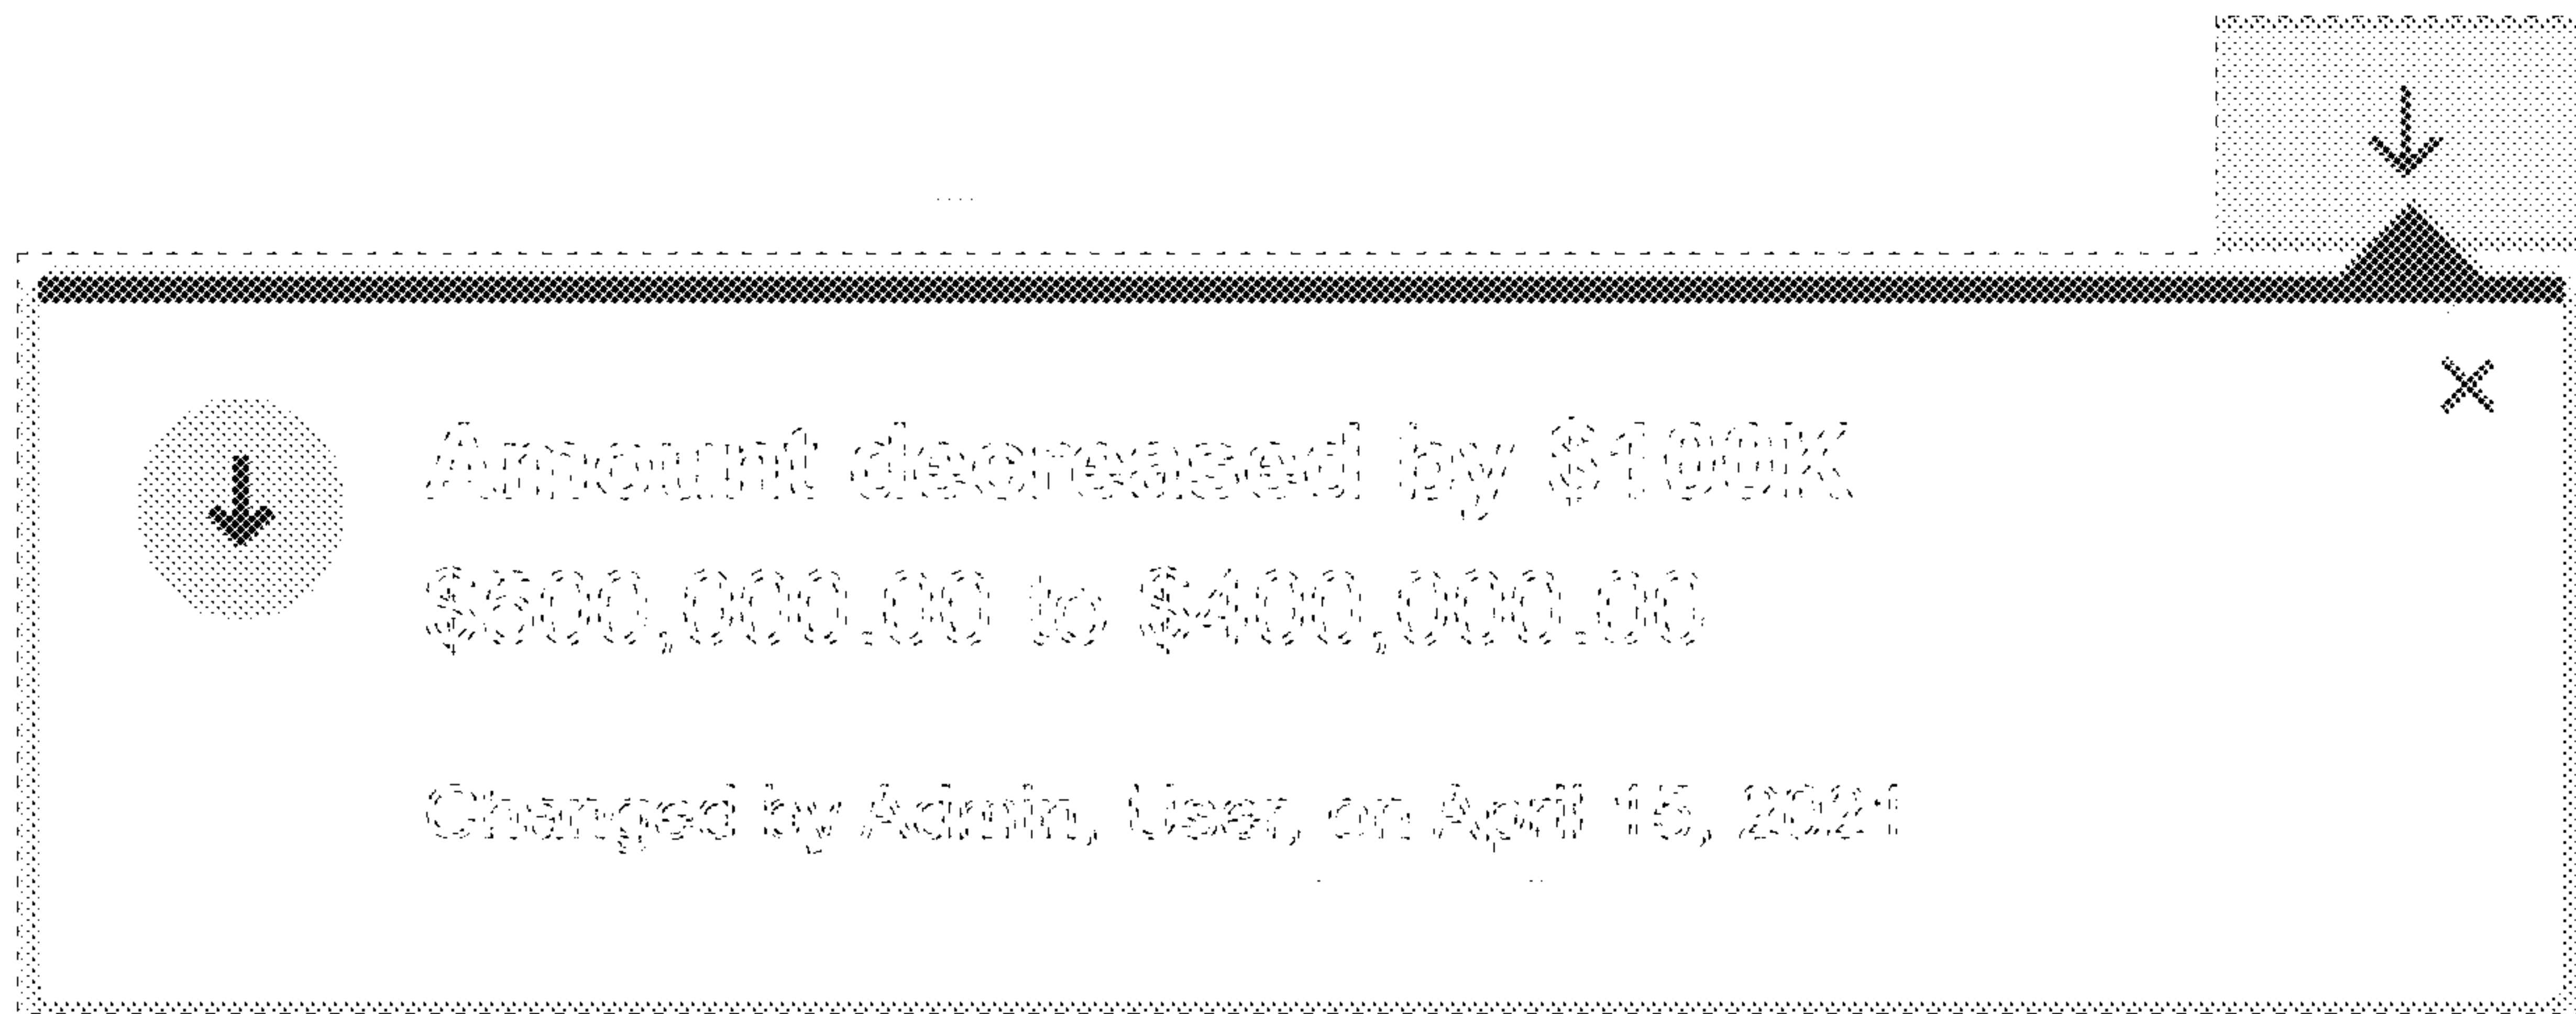 Amount decreased by $100K
$500,000.00 to $400,000.00
Changed by Admin, User, on April 15, 2021